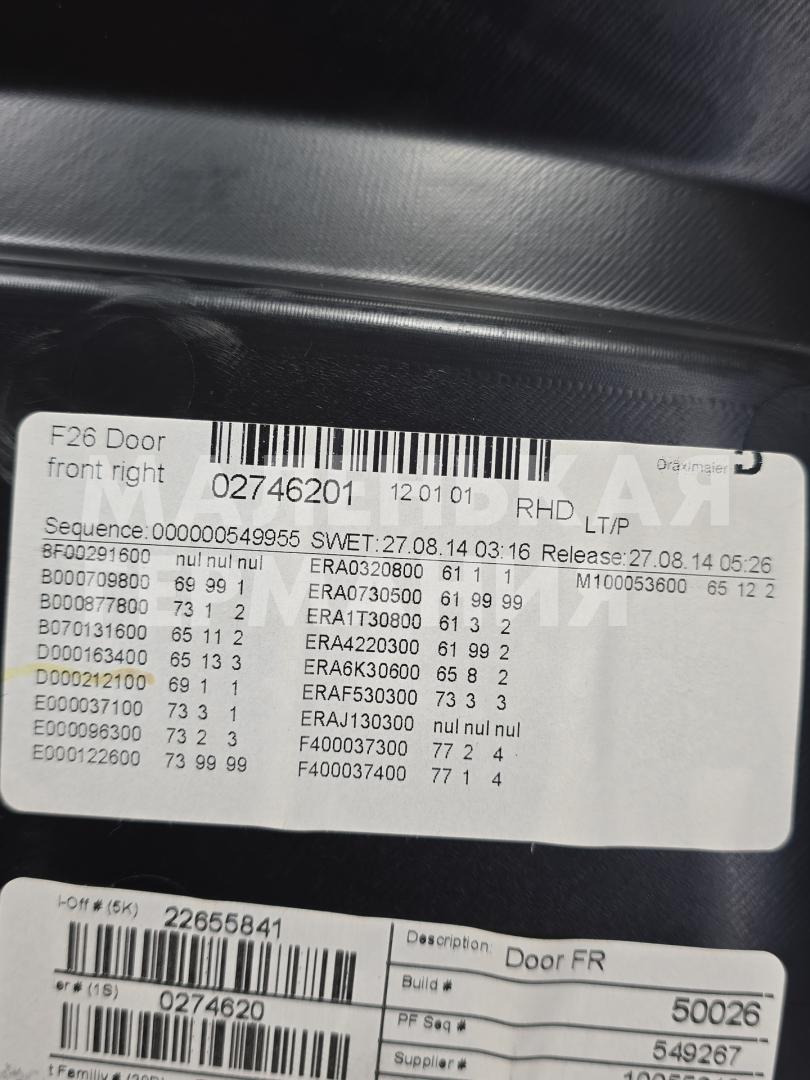 F26 Door
front right
02746201 12 01 01 RHD LT/P
Dräxlmaier
МАЛЕНЬКАЯ
ГЕРМАНИЯ
Sequence:000000549955 SWET:27.08.14 03:16 Release:27.08.14 05:26
BF00291600 nul nul nul
B000709800 69 99 1
B000877800 73 1 2
B070131600 65 11 2
D000163400 65 13 3
D000212100 69 1 1
E000037100 73 3 1
E000096300 73 2 3
E000122600 73 99 99
ERA0320800 61 1 1
ERA0730500 61 99 99
ERA1T30800 61 3 2
ERA4220300 61 99 2
ERA6K30600 65 8 2
ERAF530300 73 3 3
ERAJ130300 nul nul nul
F400037300 77 2 4
F400037400 77 1 4
M100053600 65 12 2
l-Off # (5K) 22655841
er # (1S) 0274620
Description: Door FR
Build # 50026
PF Seq # 549267
Supplier #